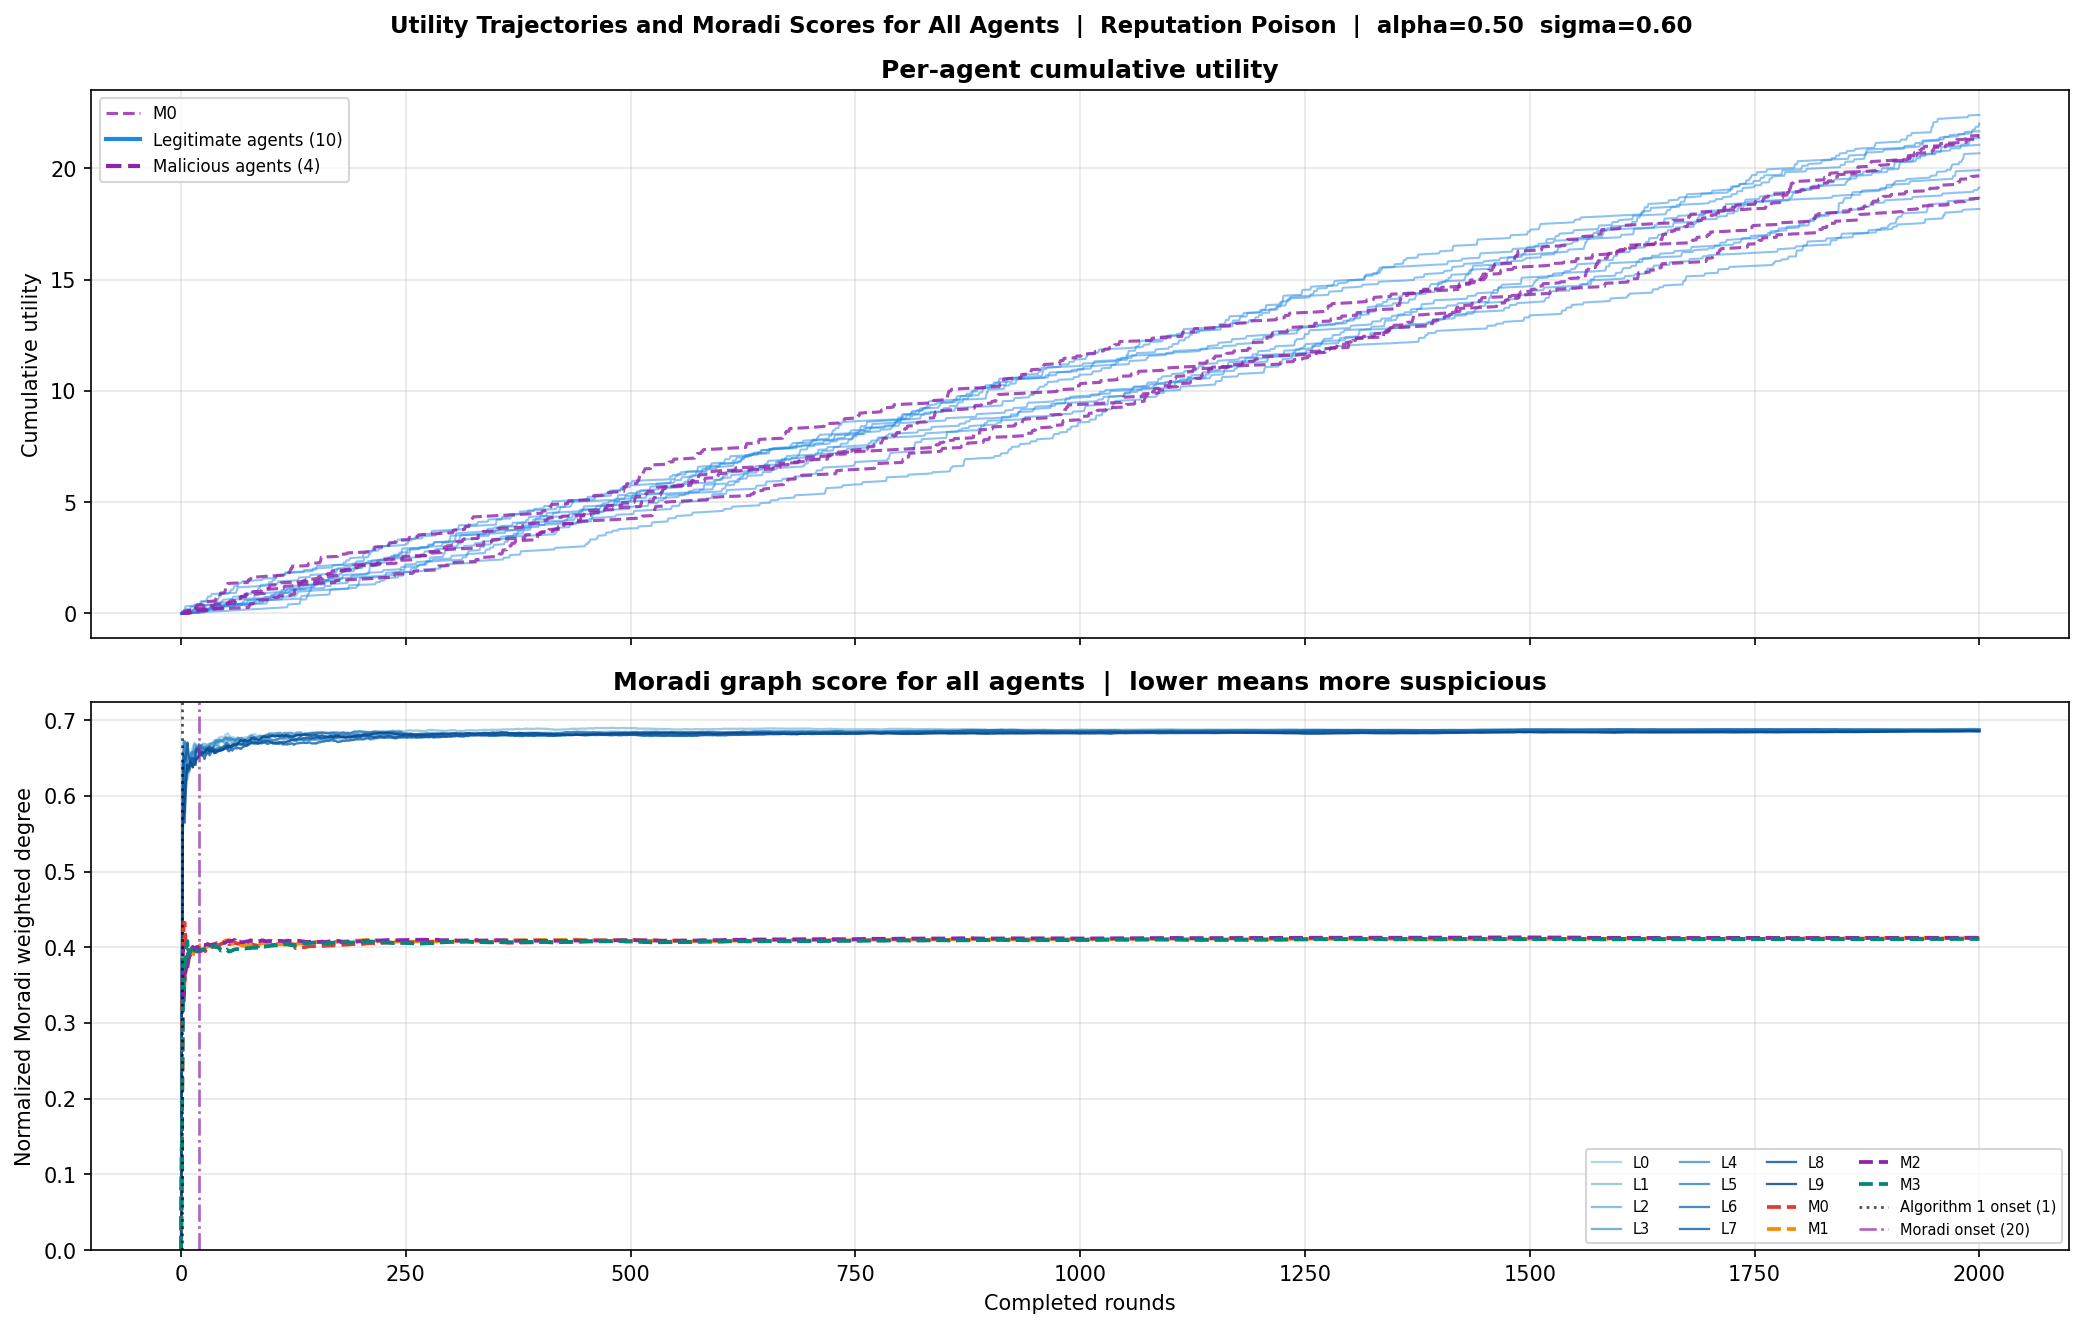 Utility Trajectories and Moradi Scores for All Agents | Reputation Poison | alpha=0.50 sigma=0.60
Per-agent cumulative utility
M0
Legitimate agents (10)
Malicious agents (4)
Cumulative utility
20
15
10
5
0
Moradi graph score for all agents | lower means more suspicious
Normalized Moradi weighted degree
0.7
0.6
0.5
0.4
0.3
0.2
0.1
0.0
L0 L4 L8 M2
L1 L5 L9 M3
L2 L6 M0 Algorithm 1 onset (1)
L3 L7 M1 Moradi onset (20)
0 250 500 750 1000 1250 1500 1750 2000
Completed rounds